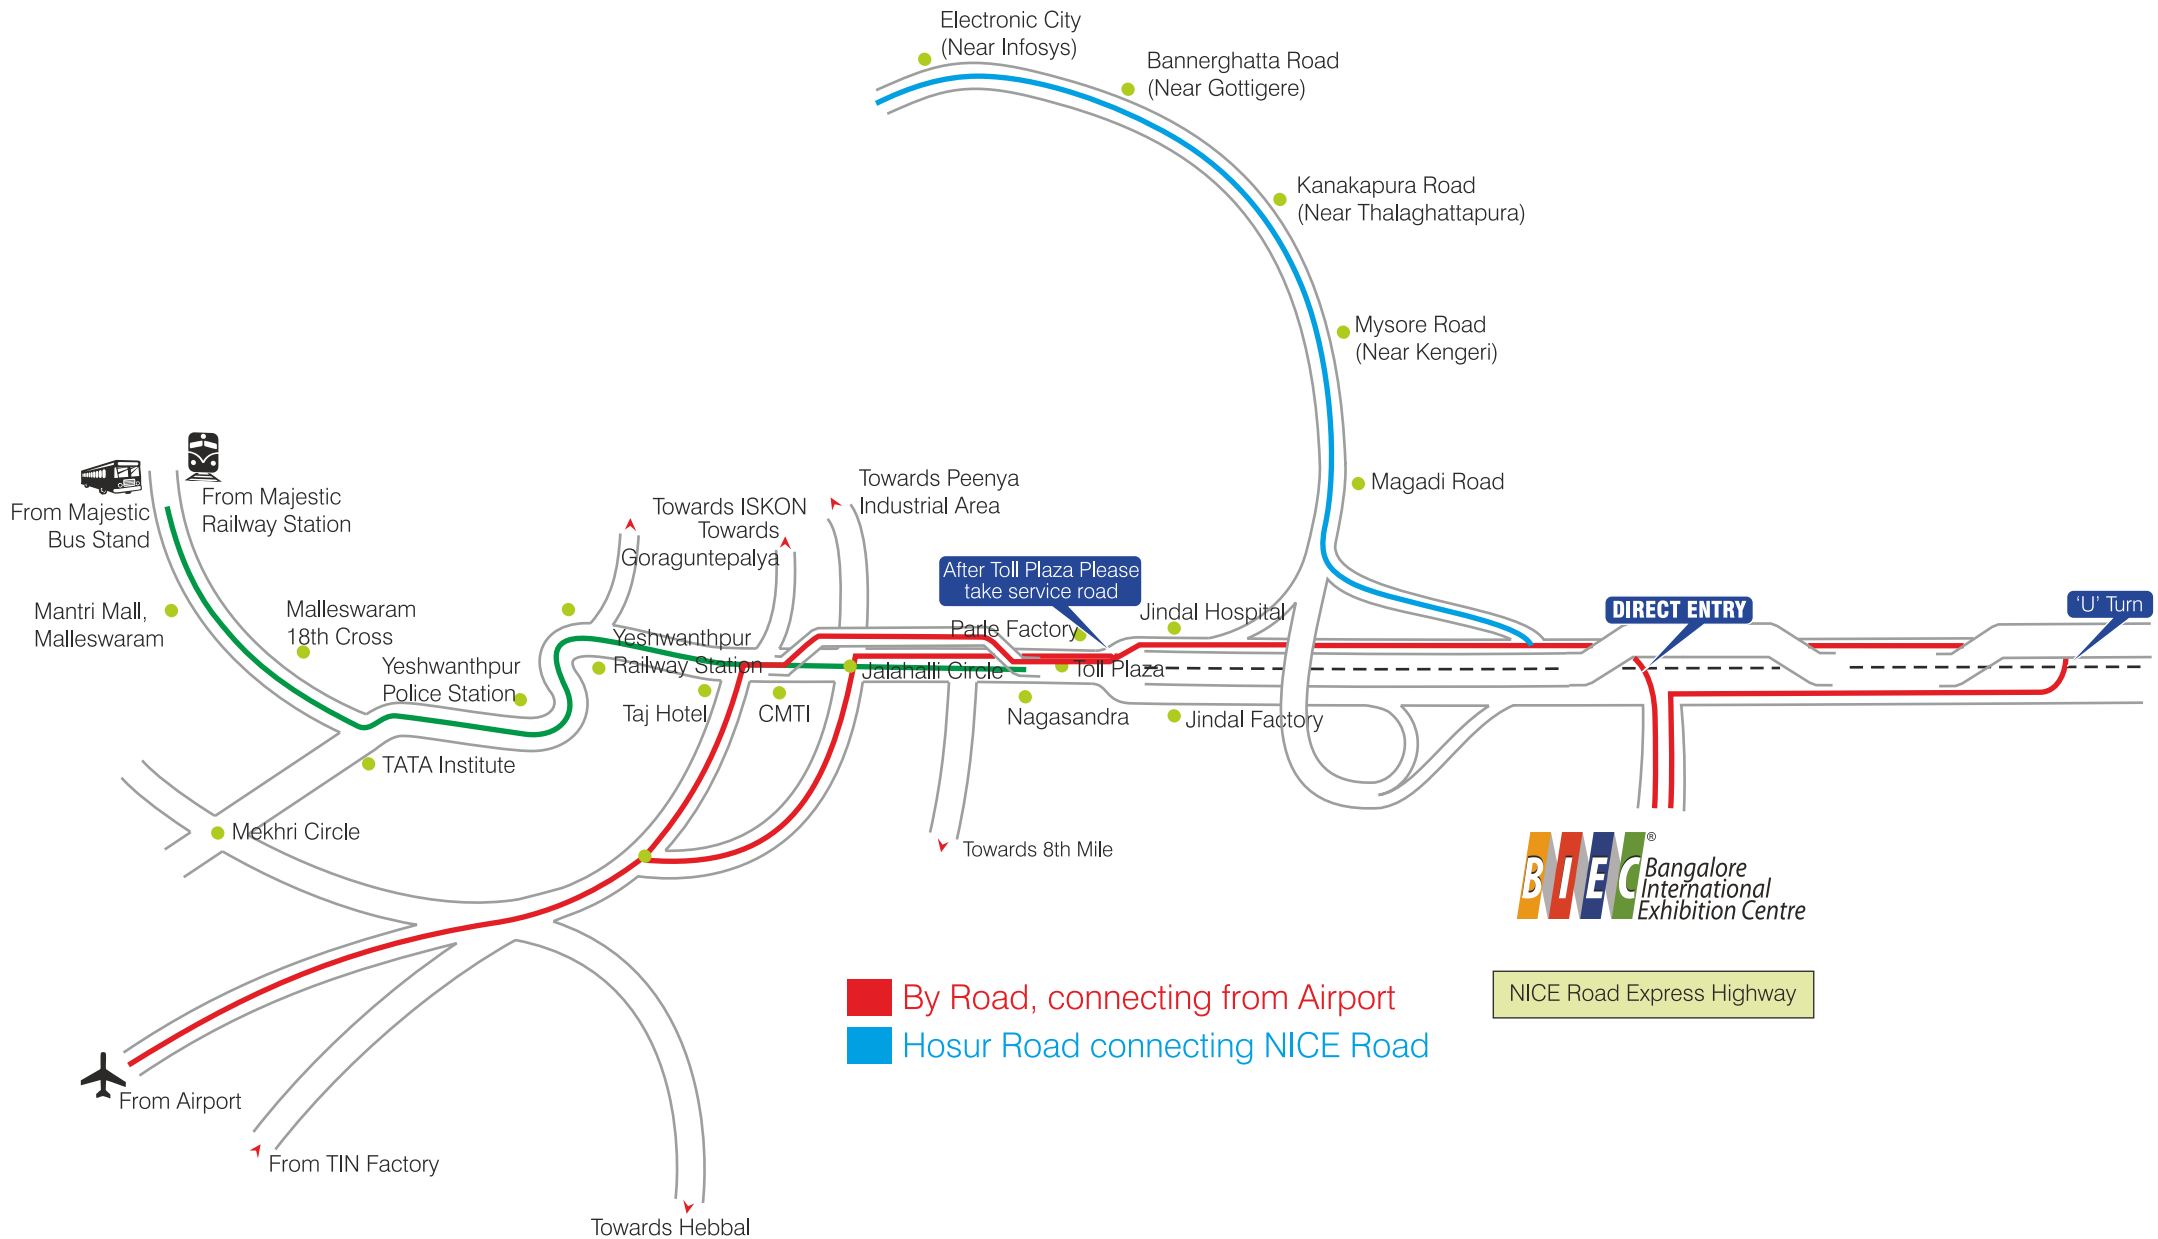 Electronic City
(Near Infosys)
Bannerghatta Road
(Near Gottigere)
Kanakapura Road
(Near Thalaghattapura)
Mysore Road
(Near Kengeri)
Magadi Road
From Majestic
Railway Station
From Majestic
Bus Stand
Towards ISKON
Towards
Goraguntepalya
Towards Peenya
Industrial Area
After Toll Plaza Please
take service road
Mantri Mall,
Malleswaram
Malleswaram
18th Cross
Yeshwanthpur
Police Station
Yeshwanthpur
Railway Station
Parle Factory
Jindal Hospital
DIRECT ENTRY
'U' Turn
Jalahalli Circle
Toll Plaza
Taj Hotel
CMTI
Nagasandra
Jindal Factory
TATA Institute
Mekhri Circle
Towards 8th Mile
BIEC®
Bangalore
International
Exhibition Centre
By Road, connecting from Airport
Hosur Road connecting NICE Road
NICE Road Express Highway
From Airport
From TIN Factory
Towards Hebbal